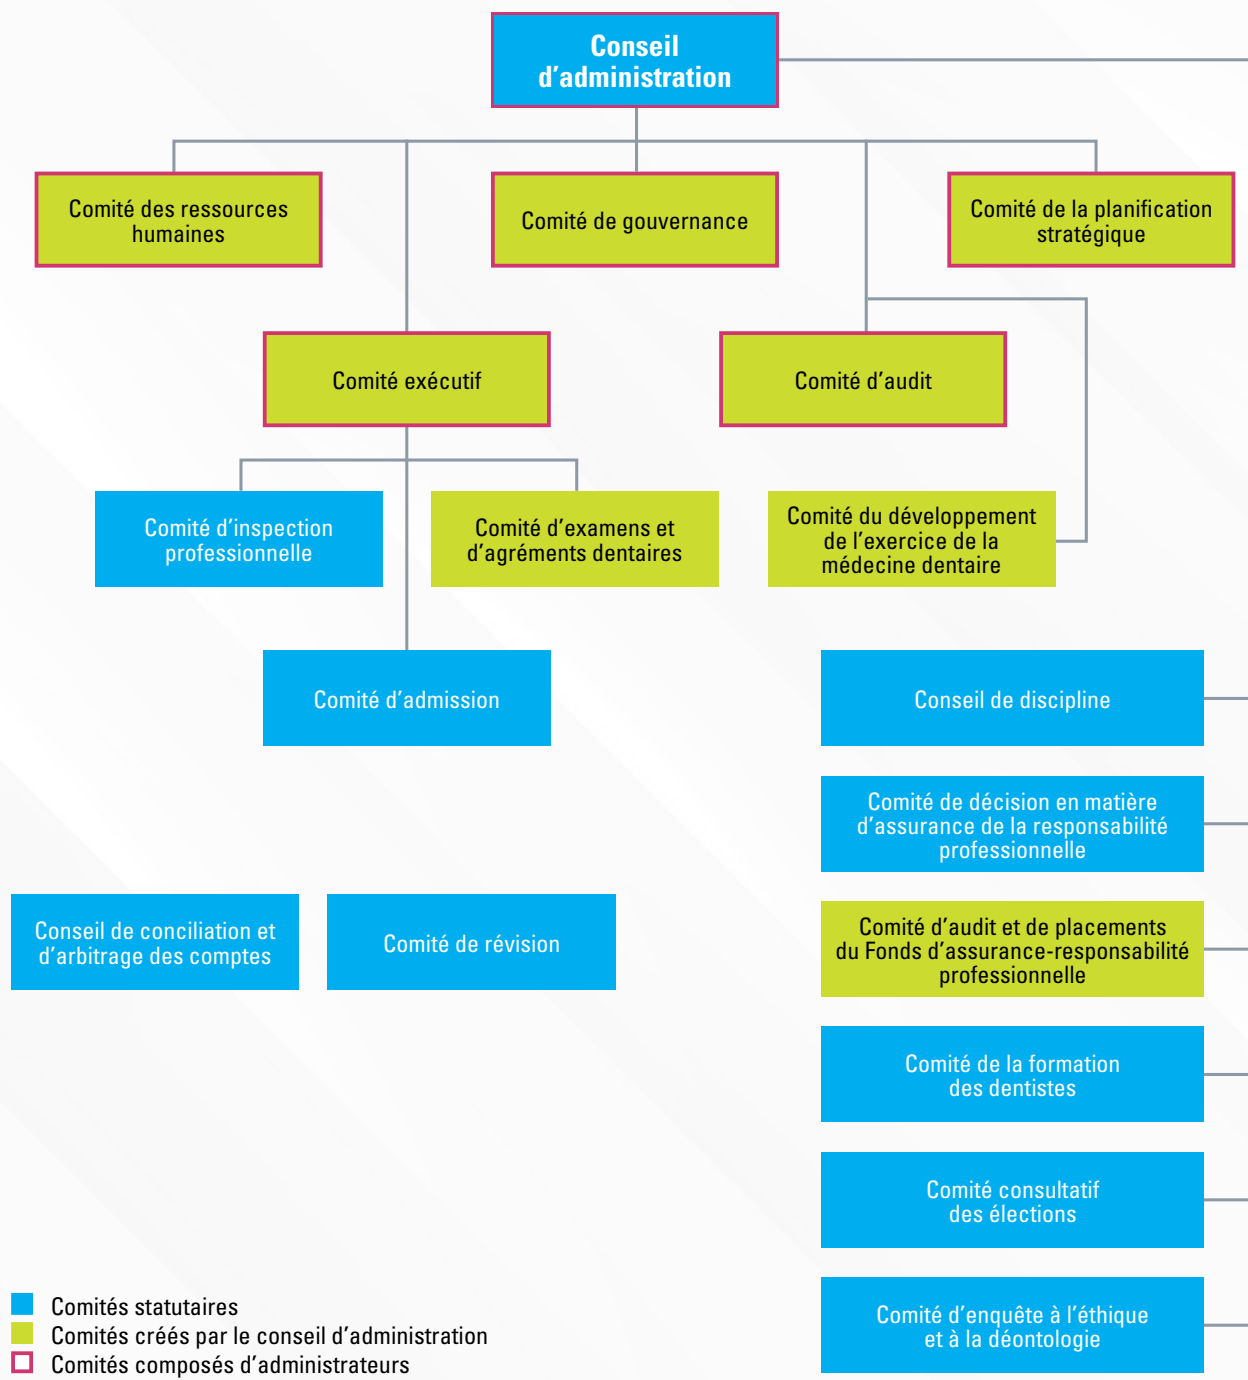 Conseil
d'administration
Comité des ressources
humaines
Comité de gouvernance
Comité de la planification
stratégique
Comité exécutif
Comité d'audit
Comité d'inspection
professionnelle
Comité d'examens et
d'agréments dentaires
Comité du développement
de l'exercice de la
médecine dentaire
Comité d'admission
Conseil de discipline
Comité de décision en matière
d'assurance de la responsabilité
professionnelle
Conseil de conciliation et
d'arbitrage des comptes
Comité de révision
Comité d'audit et de placements
du Fonds d'assurance-responsabilité
professionnelle
Comité de la formation
des dentistes
Comité consultatif
des élections
Comité d'enquête à l'éthique
et à la déontologie
Comités statutaires
Comités créés par le conseil d'administration
Comités composés d'administrateurs